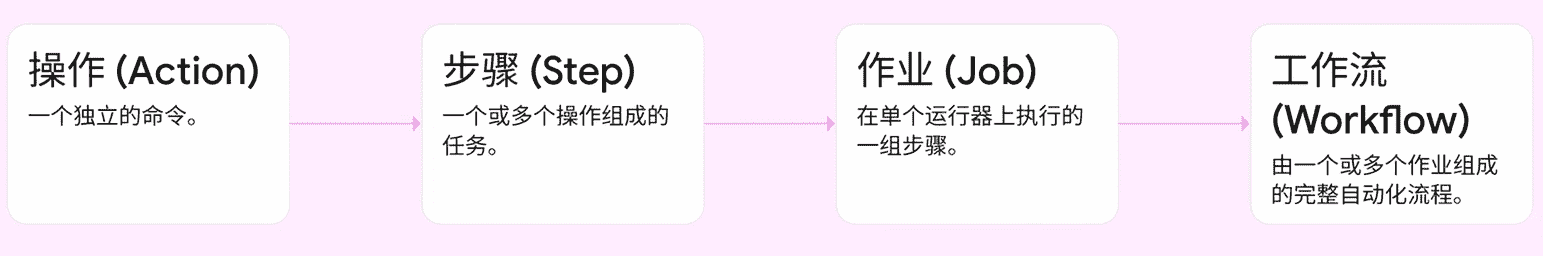 操作 (Action)
一个独立的命令。
步骤 (Step)
一个或多个操作组成的
任务。
作业 (Job)
在单个运行器上执行的
一组步骤。
工作流
(Workflow)
由一个或多个作业组成
的完整自动化流程。